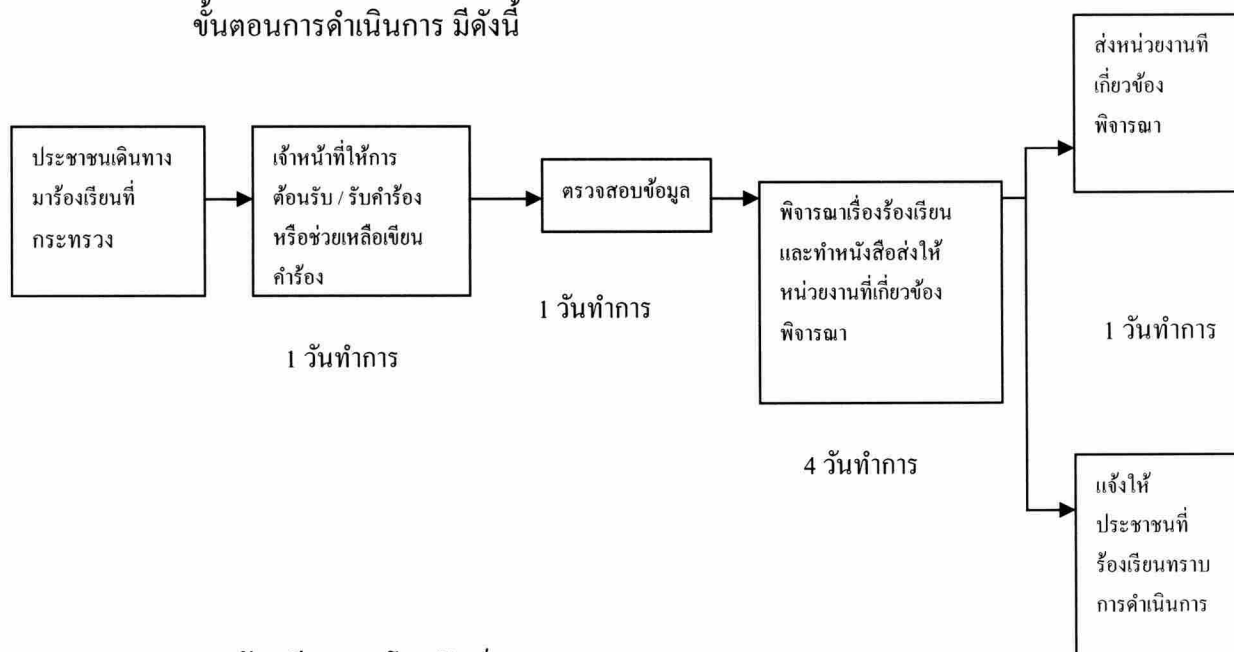 ขั้นตอนการดำเนินการ มีดังนี้
ประชาชนเดินทาง
มาร้องเรียนที่
กระทรวง
เจ้าหน้าที่ให้การ
ต้อนรับ / รับคำร้อง
หรือช่วยเหลือเขียน
คำร้อง
1 วันทำการ
ตรวจสอบข้อมูล
1 วันทำการ
พิจารณาเรื่องร้องเรียน
และทำหนังสือส่งให้
หน่วยงานที่เกี่ยวข้อง
พิจารณา
4 วันทำการ
ส่งหน่วยงานที่
เกี่ยวข้อง
พิจารณา
1 วันทำการ
แจ้งให้
ประชาชนที่
ร้องเรียนทราบ
การดำเนินการ